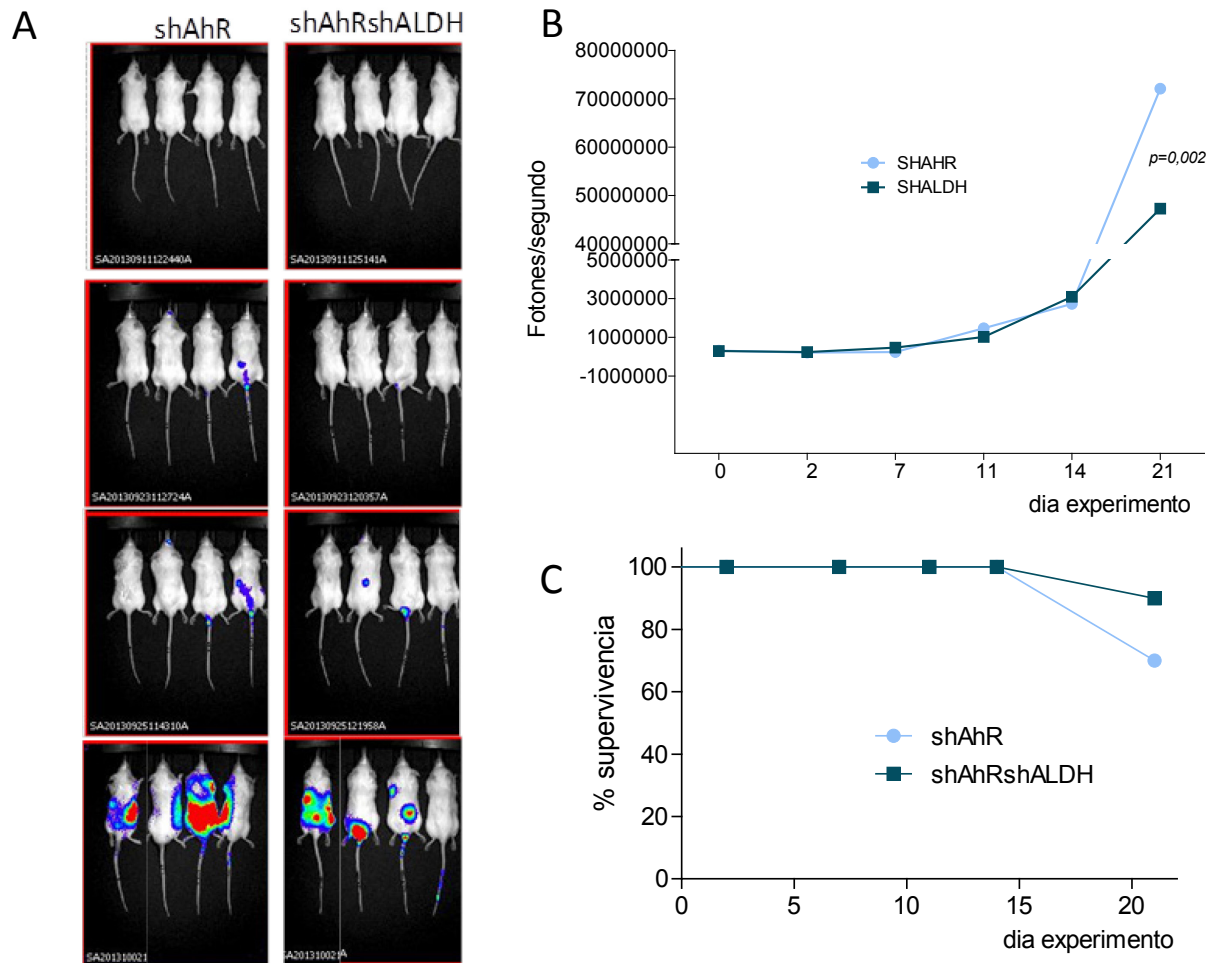 A
shAhR
shAhRshALDH
SA20130911122440A
SA20130911125141A
SA20130923112724A
SA20130923120357A
SA20130925114310A
SA20130925121958A
SA201310021
SA201310021A
B
Fotones/segundo
80000000
70000000
60000000
50000000
40000000
5000000
3000000
1000000
-1000000
SHAHR
SHALDH
p=0,002
0 2 7 11 14 21
dia experimento
C
% supervivencia
100
80
60
40
20
0
shAhR
shAhRshALDH
0 5 10 15 20
dia experimento